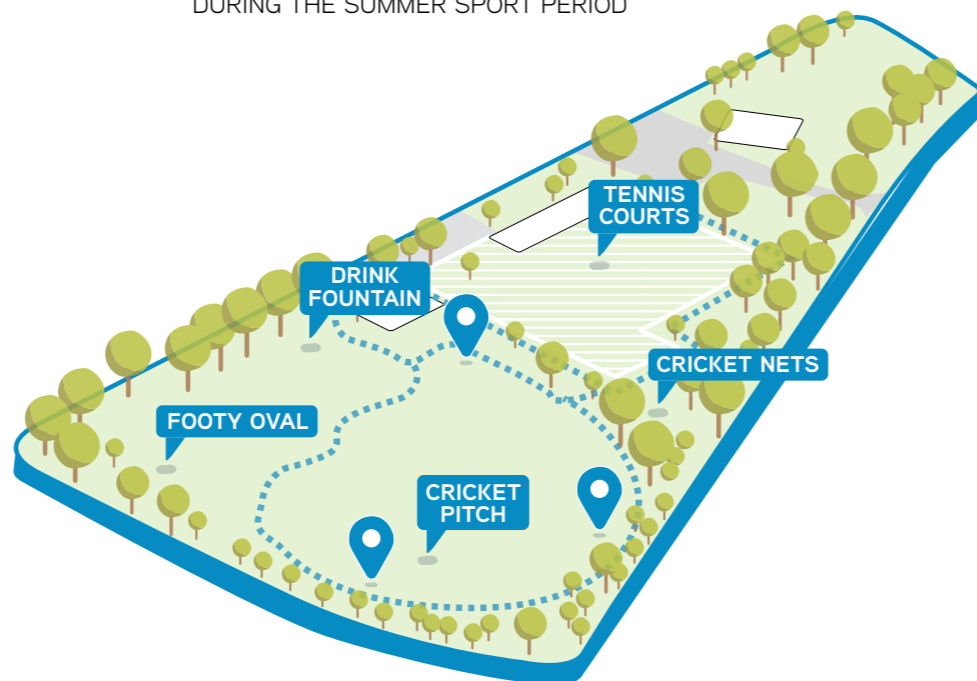 DURING THE SUMMER SPORT PERIOD
TENNIS
COURTS
DRINK
FOUNTAIN
CRICKET NETS
FOOTY OVAL
CRICKET
PITCH